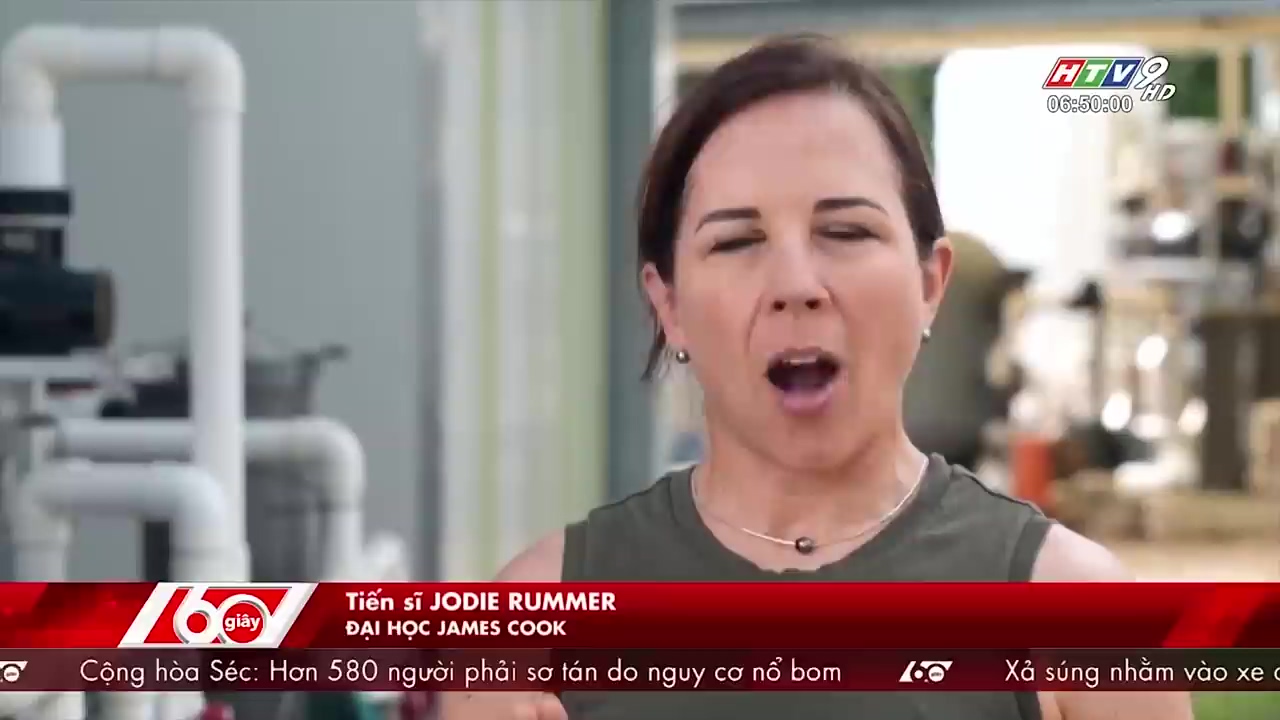 HTV9
HD
06:50:00
60 giây
Tiến sĩ JODIE RUMMER
ĐẠI HỌC JAMES COOK
Cộng hòa Séc: Hơn 580 người phải sơ tán do nguy cơ nổ bom
60
Xả súng nhằm vào xe